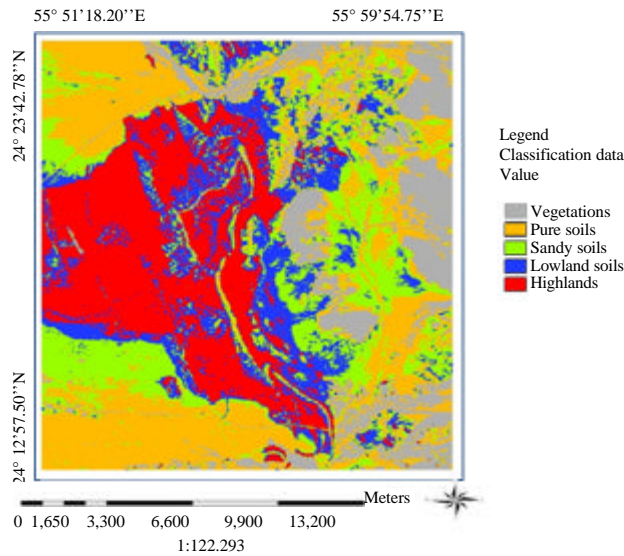 55° 51’18.20’’E 55° 59’54.75’’E
24° 23’42.78’’N
24° 12’57.50’’N
Legend
Classification data
Value
Vegetations
Pure soils
Sandy soils
Lowland soils
Highlands
Meters
0 1,650 3,300 6,600 9,900 13,200
1:122.293